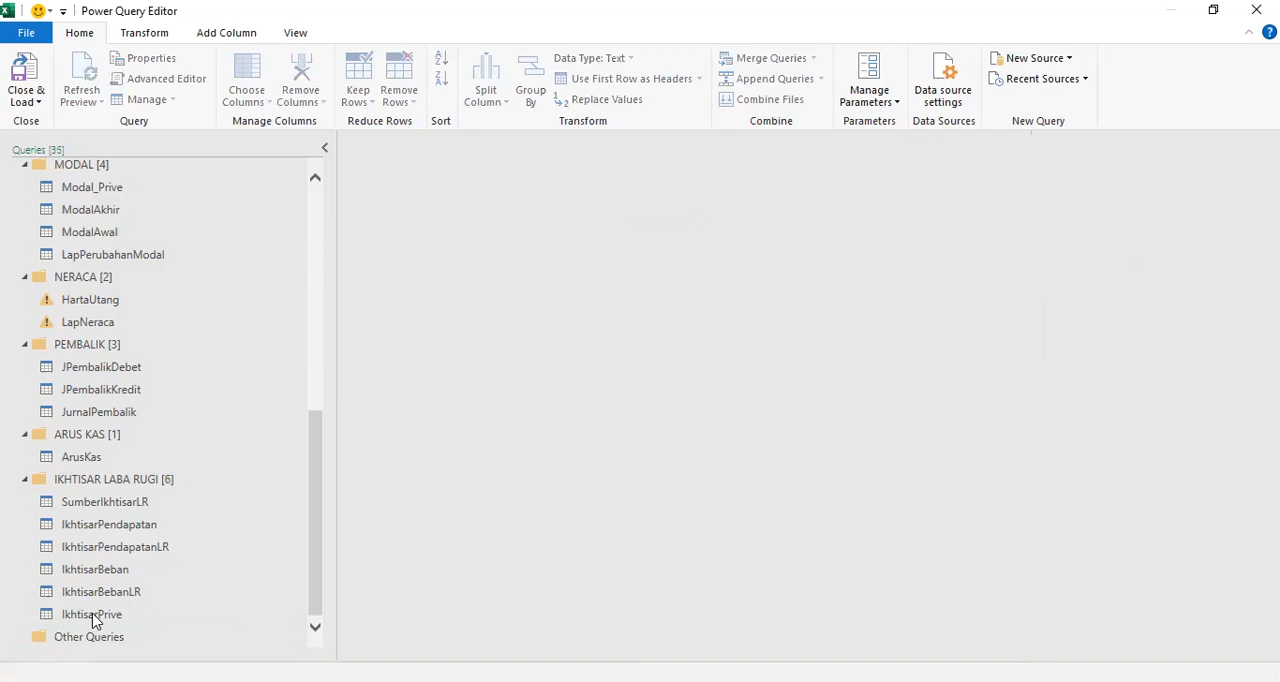 Power Query Editor
File Home Transform Add Column View
Close & Load
Close
Refresh Preview
Properties
Advanced Editor
Manage
Query
Choose Columns
Remove Columns
Manage Columns
Keep Rows
Remove Rows
Reduce Rows
Sort
Split Column
Group By
Data Type: Text
Use First Row as Headers
Replace Values
Transform
Merge Queries
Append Queries
Combine Files
Combine
Manage Parameters
Parameters
Data source settings
Data Sources
New Source
Recent Sources
New Query
Queries [35]
MODAL [4]
Modal_Prive
ModalAkhir
ModalAwal
LapPerubahanModal
NERACA [2]
HartaUtang
LapNeraca
PEMBALIK [3]
JPembalikDebet
JPembalikKredit
JurnalPembalik
ARUS KAS [1]
ArusKas
IKHTISAR LABA RUGI [6]
SumberIkhtisarLR
IkhtisarPendapatan
IkhtisarPendapatanLR
IkhtisarBeban
IkhtisarBebanLR
IkhtisarPrive
Other Queries